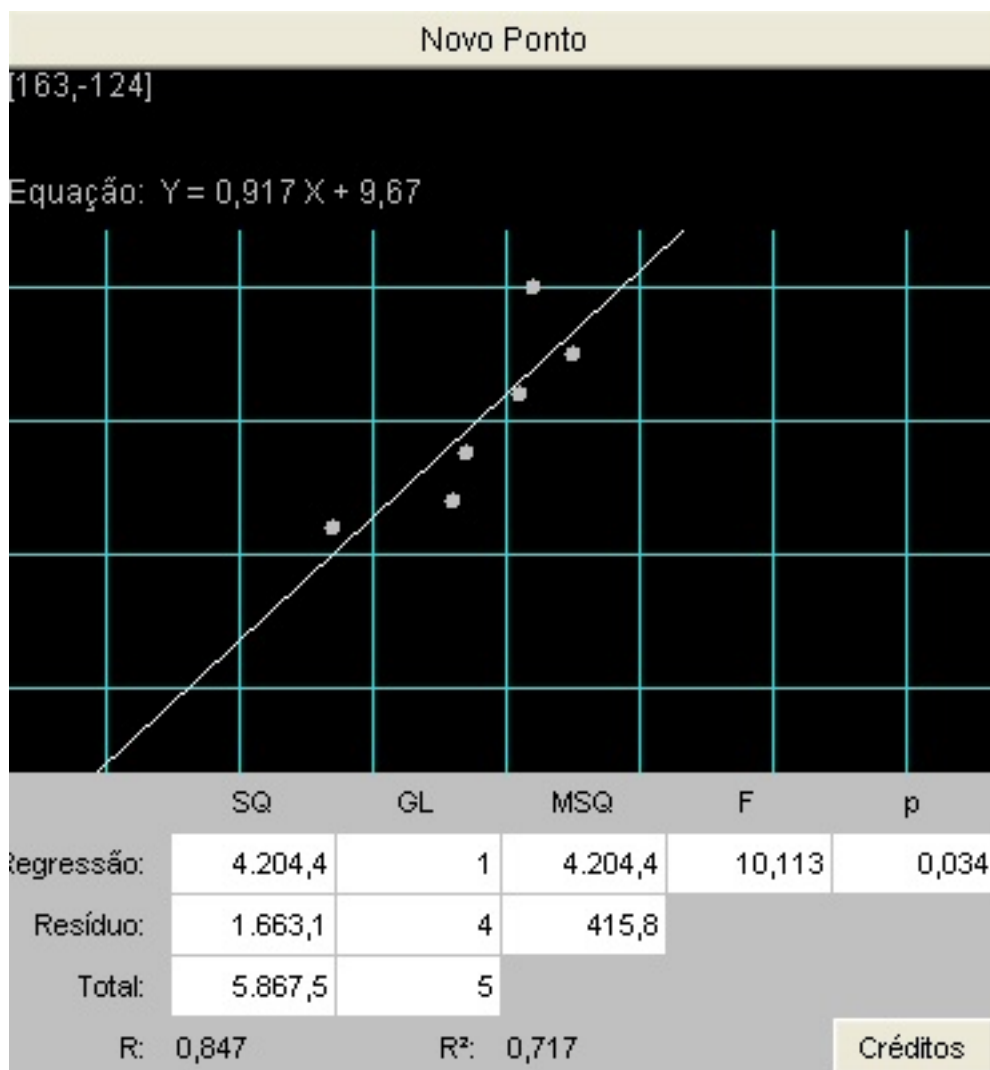 Novo Ponto
[163,-124]
Equação: Y = 0,917 X + 9,67
SQ GL MSQ F p
Regressão: 4.204,4 1 4.204,4 10,113 0,034
Resíduo: 1.663,1 4 415,8
Total: 5.867,5 5
R: 0,847 R²: 0,717 Créditos